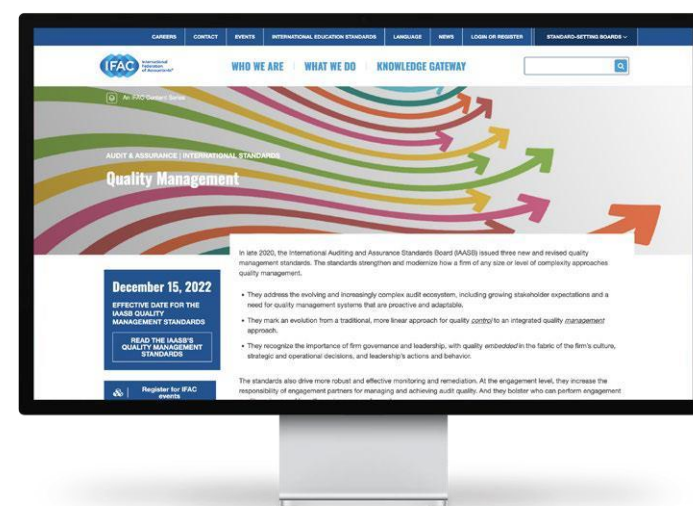 CAREERS CONTACT EVENTS INTERNATIONAL EDUCATION STANDARDS LANGUAGE NEWS LOGIN OR REGISTER STANDARD-SETTING BOARDS
IFAC International Federation of Accountants®
WHO WE ARE WHAT WE DO KNOWLEDGE GATEWAY
An IFAC Content Series
AUDIT & ASSURANCE | INTERNATIONAL STANDARDS
Quality Management
In late 2020, the International Auditing and Assurance Standards Board (IAASB) issued three new and revised quality
management standards. The standards strengthen and modernize how a firm of any size or level of complexity approaches
quality management.
• They address the evolving and increasingly complex audit ecosystem, including growing stakeholder expectations and a
need for quality management systems that are proactive and adaptable.
• They mark an evolution from a traditional, more linear approach for quality control to an integrated quality management
approach.
• They recognize the importance of firm governance and leadership, with quality embedded in the fabric of the firm's culture,
strategic and operational decisions, and leadership's actions and behavior.
The standards also drive more robust and effective monitoring and remediation. At the engagement level, they increase the
responsibility of engagement partners for managing and achieving audit quality. And they bolster who can perform engagement
December 15, 2022
EFFECTIVE DATE FOR THE
IAASB QUALITY
MANAGEMENT STANDARDS
READ THE IAASB'S
QUALITY MANAGEMENT
STANDARDS
Register for IFAC
events